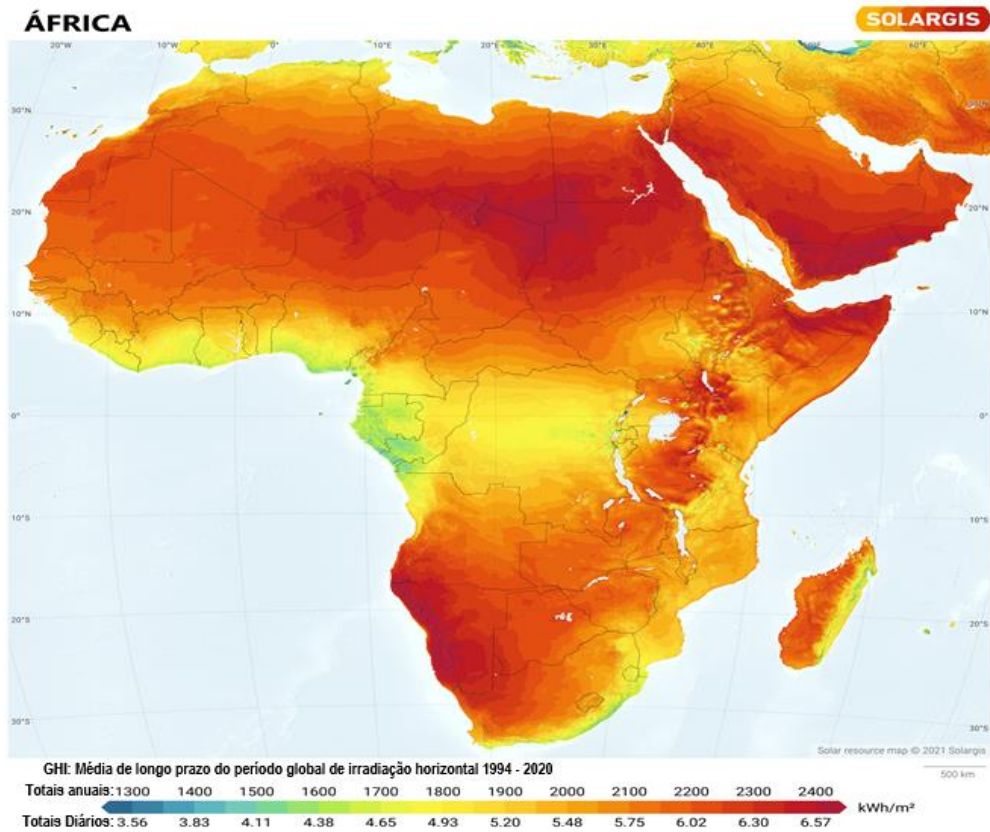 ÁFRICA
SOLARGIS
20°W 10°W 0° 10°E 20°E 30°E 40°E 50°E 60°E
30°N 30°N
20°N 20°N
10°N 10°N
0° 0°
10°S 10°S
20°S 20°S
30°S 30°S
Solar resource map © 2021 Solargis
500 km
GHI: Média de longo prazo do período global de irradiação horizontal 1994 - 2020
Totais anuais: 1300 1400 1500 1600 1700 1800 1900 2000 2100 2200 2300 2400
kWh/m²
Totais Diários: 3.56 3.83 4.11 4.38 4.65 4.93 5.20 5.48 5.75 6.02 6.30 6.57